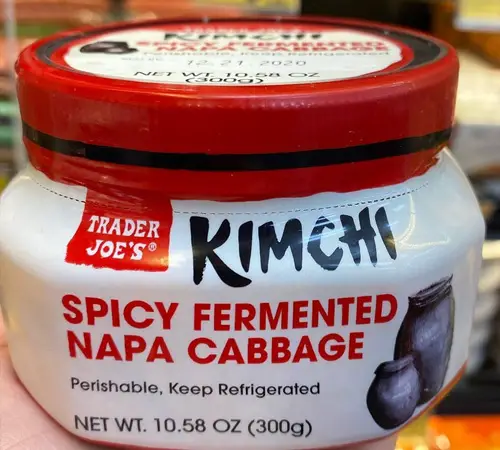 KIMCHI
SPICY FERMENTED
NAPA CABBAGE
12.21.2020
NET WT. 10.58 OZ
(300g)
TRADER
JOE'S®
KIMCHI
SPICY FERMENTED
NAPA CABBAGE
Perishable, Keep Refrigerated
NET WT. 10.58 OZ (300g)